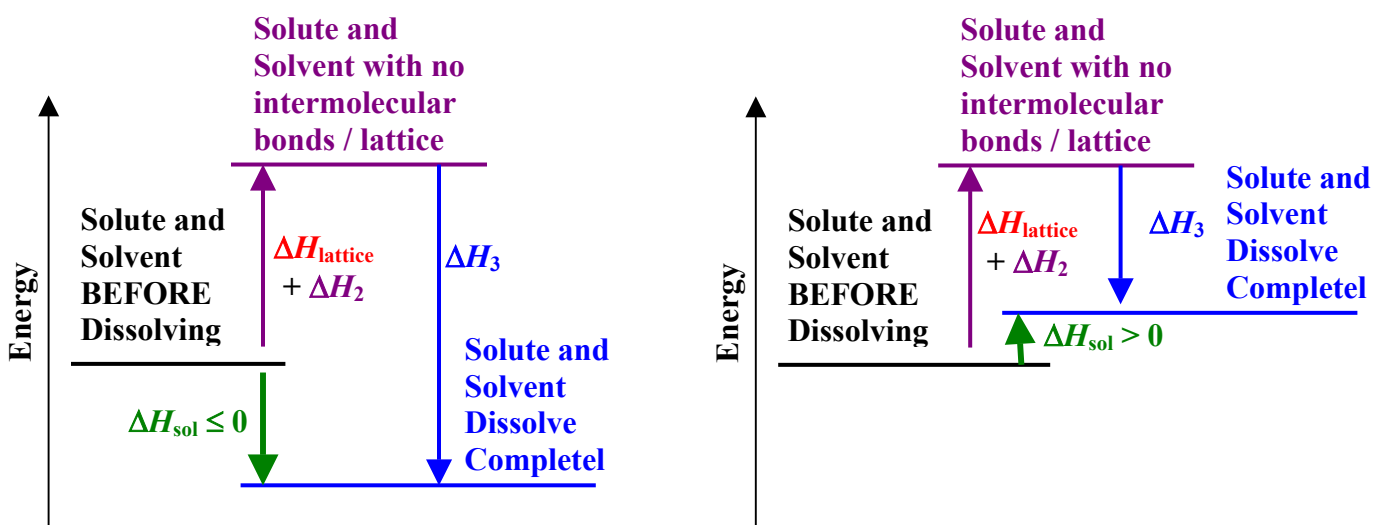 Solute and
Solvent with no
intermolecular
bonds / lattice
Solute and
Solvent
BEFORE
Dissolving
ΔHlattice
+ ΔH2
ΔH3
Energy
ΔHsol ≤ 0
Solute and
Solvent
Dissolve
Completel
Solute and
Solvent with no
intermolecular
bonds / lattice
Solute and
Solvent
BEFORE
Dissolving
ΔHlattice
+ ΔH2
ΔH3
Solute and
Solvent
Dissolve
Completel
Energy
ΔHsol > 0